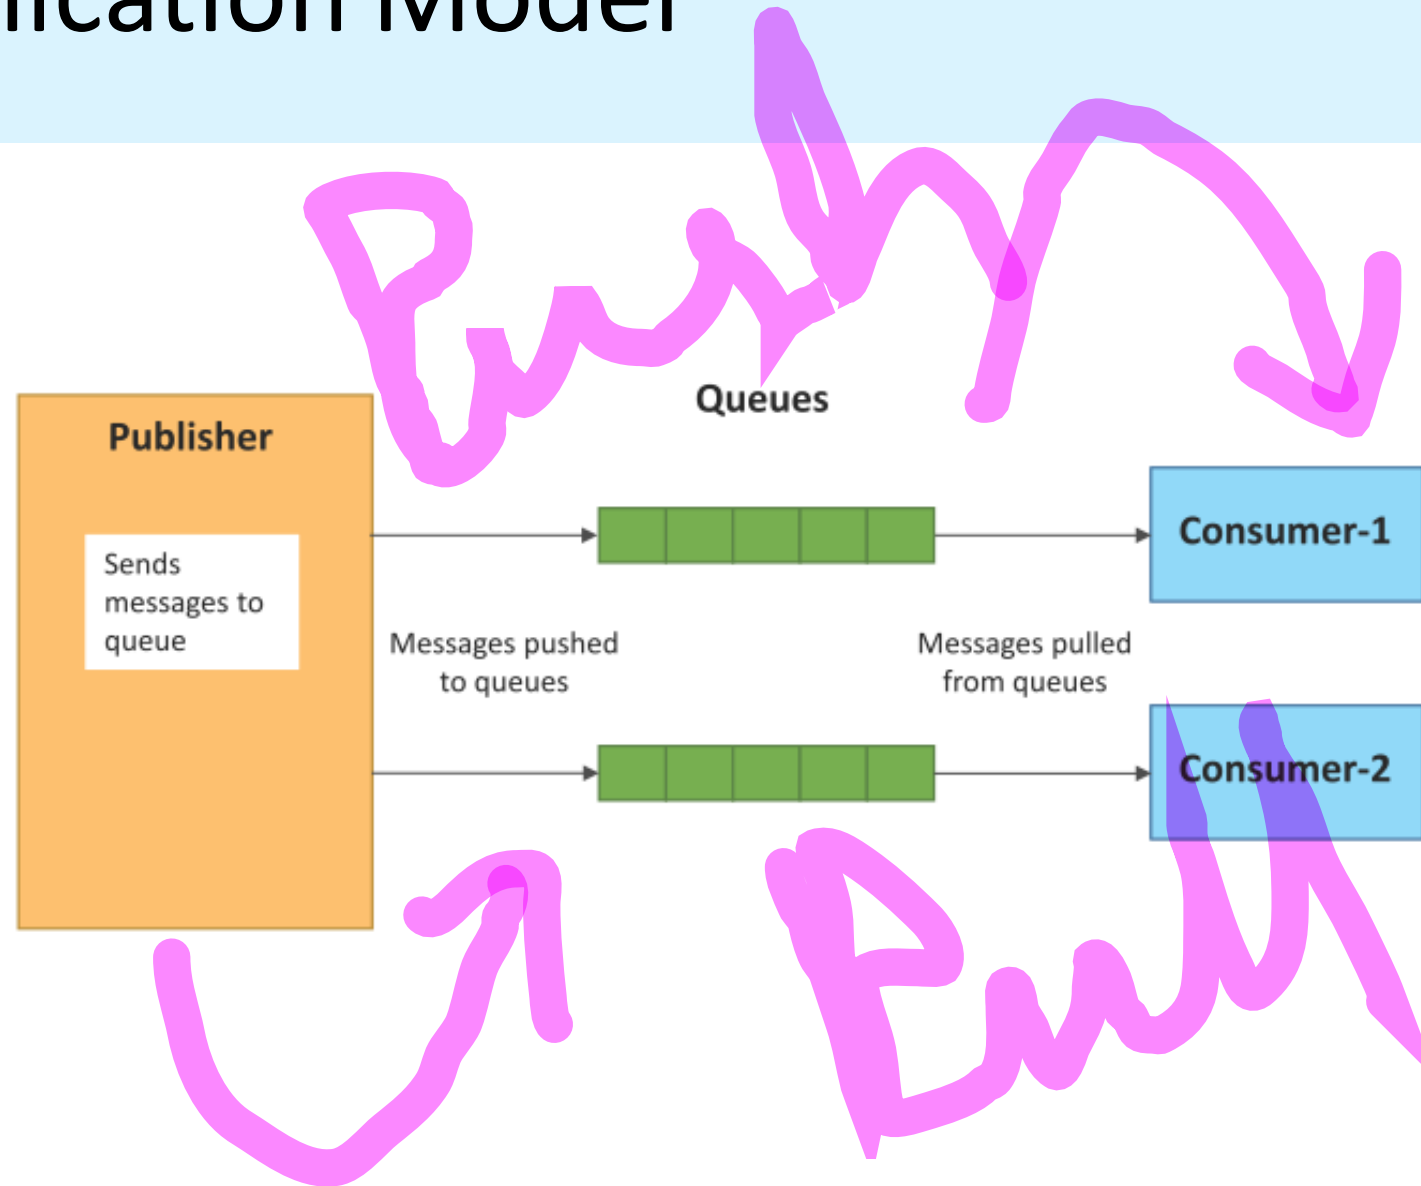 lication Model
Push
Queues
Publisher
Sends
messages to
queue
Consumer-1
Messages pushed
to queues
Messages pulled
from queues
Consumer-2
Pull